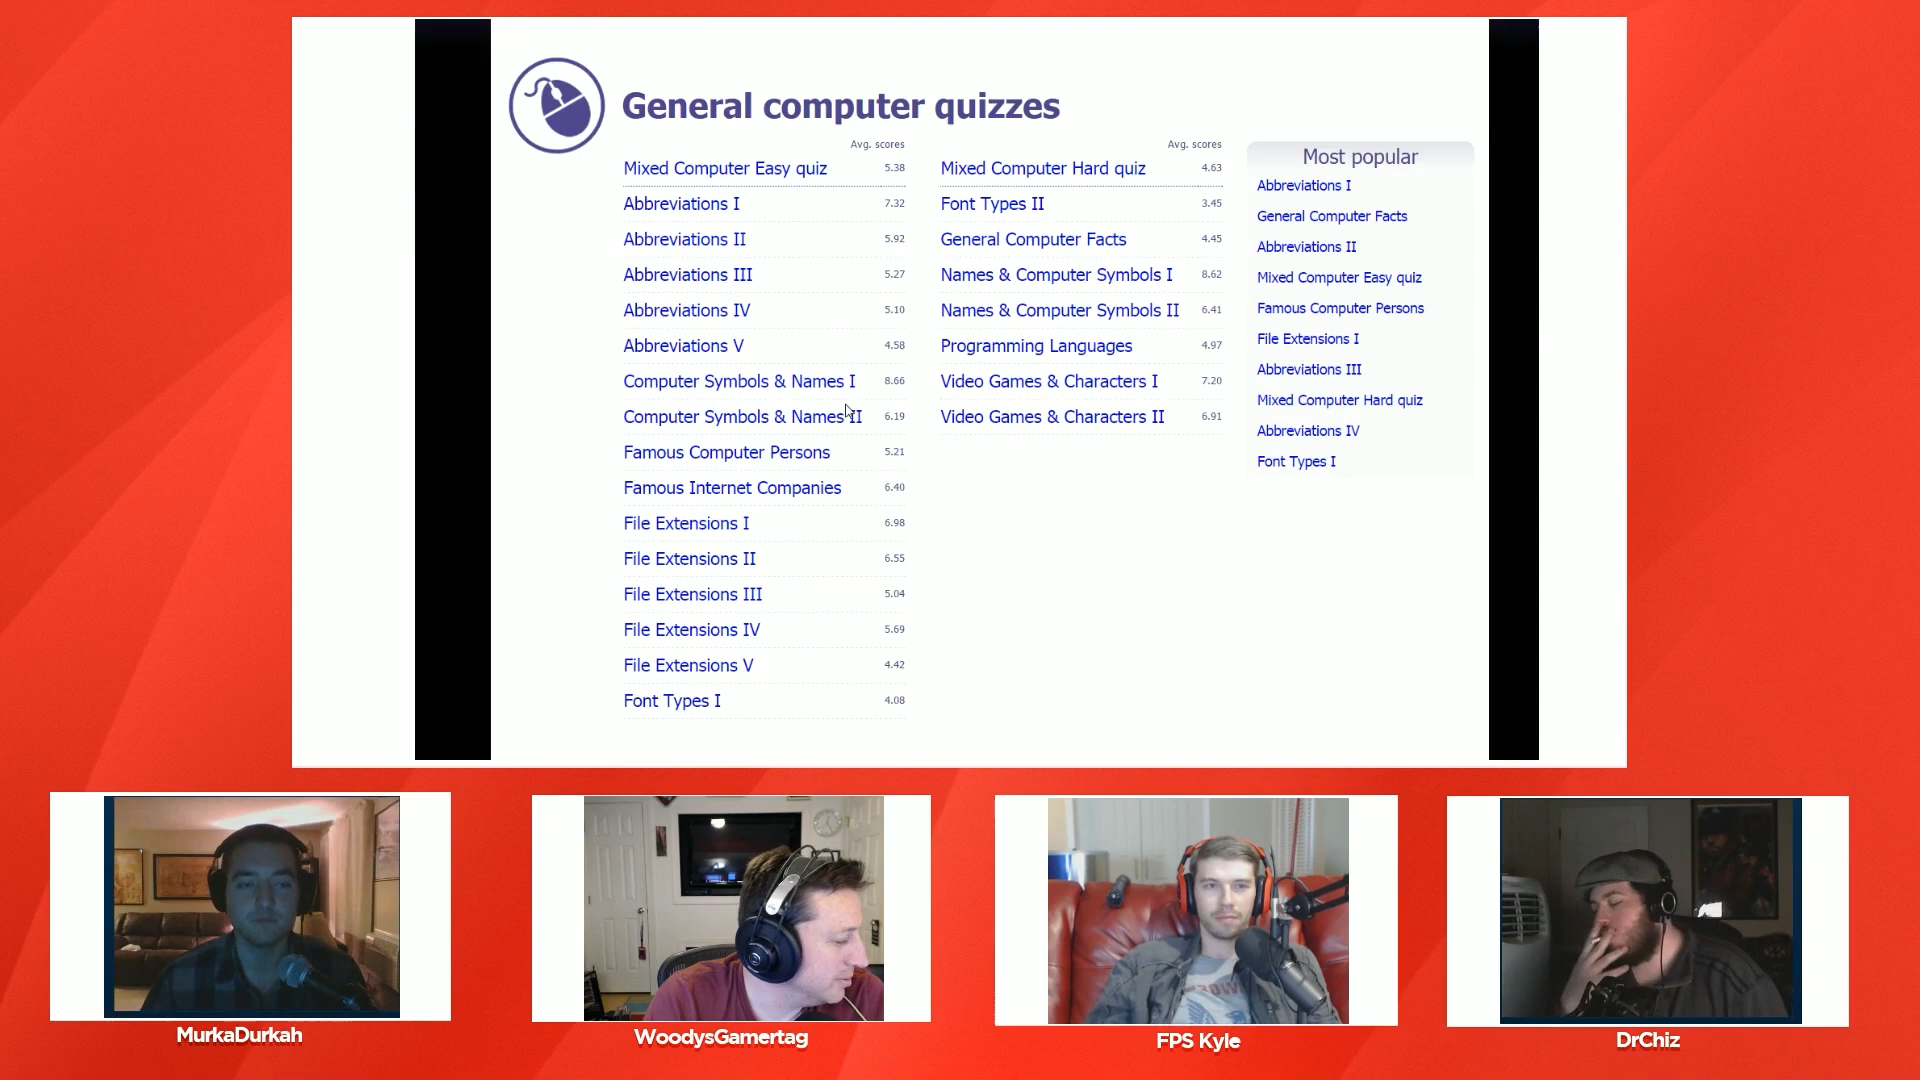 General computer quizzes
Avg. scores
Mixed Computer Easy quiz 5.38
Abbreviations I 7.32
Abbreviations II 5.92
Abbreviations III 5.27
Abbreviations IV 5.10
Abbreviations V 4.58
Computer Symbols & Names I 8.66
Computer Symbols & Names II 6.19
Famous Computer Persons 5.21
Famous Internet Companies 6.40
File Extensions I 6.98
File Extensions II 6.55
File Extensions III 5.04
File Extensions IV 5.69
File Extensions V 4.42
Font Types I 4.08
Avg. scores
Mixed Computer Hard quiz 4.63
Font Types II 3.45
General Computer Facts 4.45
Names & Computer Symbols I 8.62
Names & Computer Symbols II 6.41
Programming Languages 4.97
Video Games & Characters I 7.20
Video Games & Characters II 6.91
Most popular
Abbreviations I
General Computer Facts
Abbreviations II
Mixed Computer Easy quiz
Famous Computer Persons
File Extensions I
Abbreviations III
Mixed Computer Hard quiz
Abbreviations IV
Font Types I
MurkaDurkah
WoodysGamertag
FPS Kyle
DrChiz